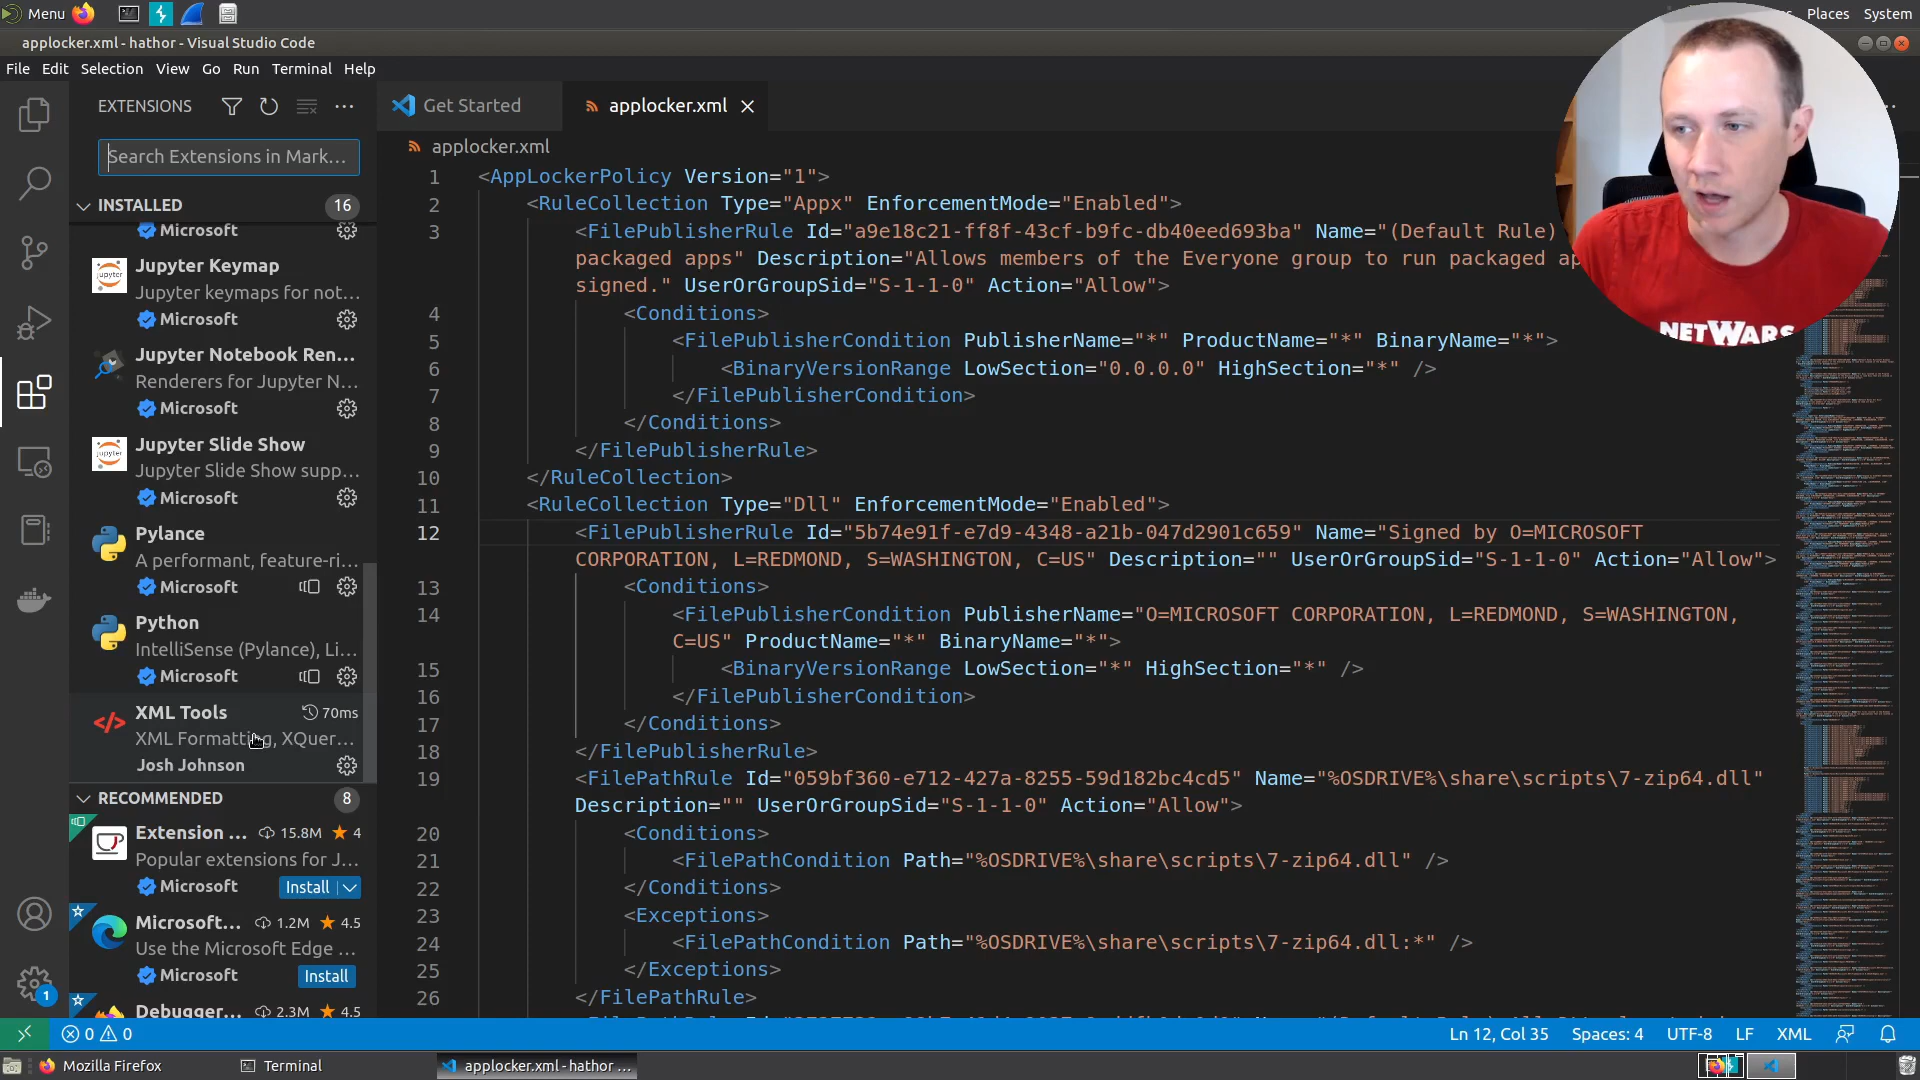 Menu
Places
System
applocker.xml - hathor - Visual Studio Code
File Edit Selection View Go Run Terminal Help
EXTENSIONS
Get Started
applocker.xml
Search Extensions in Mark...
applocker.xml
INSTALLED
16
Microsoft
Jupyter Keymap
Jupyter keymaps for not...
Microsoft
Jupyter Notebook Ren...
Renderers for Jupyter N...
Microsoft
Jupyter Slide Show
Jupyter Slide Show supp...
Microsoft
Pylance
A performant, feature-ri...
Microsoft
Python
IntelliSense (Pylance), Li...
Microsoft
XML Tools
70ms
XML Formatting, XQuer...
Josh Johnson
RECOMMENDED
8
Extension ...
15.8M
4
Popular extensions for J...
Microsoft
Install
Microsoft...
1.2M
4.5
Use the Microsoft Edge ...
Microsoft
Install
Debugger...
2.3M
4.5
1
1 <AppLockerPolicy Version="1">
2 <RuleCollection Type="Appx" EnforcementMode="Enabled">
3 <FilePublisherRule Id="a9e18c21-ff8f-43cf-b9fc-db40eed693ba" Name="(Default Rule)
packaged apps" Description="Allows members of the Everyone group to run packaged
signed." UserOrGroupSid="S-1-1-0" Action="Allow">
4 <Conditions>
5 <FilePublisherCondition PublisherName="*" ProductName="*" BinaryName="*">
6 <BinaryVersionRange LowSection="0.0.0.0" HighSection="*" />
7 </FilePublisherCondition>
8 </Conditions>
9 </FilePublisherRule>
10 </RuleCollection>
11 <RuleCollection Type="Dll" EnforcementMode="Enabled">
12 <FilePublisherRule Id="5b74e91f-e7d9-4348-a21b-047d2901c659" Name="Signed by O=MICROSOFT
CORPORATION, L=REDMOND, S=WASHINGTON, C=US" Description="" UserOrGroupSid="S-1-1-0" Action="Allow">
13 <Conditions>
14 <FilePublisherCondition PublisherName="O=MICROSOFT CORPORATION, L=REDMOND, S=WASHINGTON,
C=US" ProductName="*" BinaryName="*">
15 <BinaryVersionRange LowSection="*" HighSection="*" />
16 </FilePublisherCondition>
17 </Conditions>
18 </FilePublisherRule>
19 <FilePathRule Id="059bf360-e712-427a-8255-59d182bc4cd5" Name="%OSDRIVE%\share\scripts\7-zip64.dll"
Description="" UserOrGroupSid="S-1-1-0" Action="Allow">
20 <Conditions>
21 <FilePathCondition Path="%OSDRIVE%\share\scripts\7-zip64.dll" />
22 </Conditions>
23 <Exceptions>
24 <FilePathCondition Path="%OSDRIVE%\share\scripts\7-zip64.dll:*" />
25 </Exceptions>
26 </FilePathRule>
NETWARS
0 0
Ln 12, Col 35
Spaces: 4
UTF-8
LF
XML
Mozilla Firefox
Terminal
applocker.xml - hathor ...